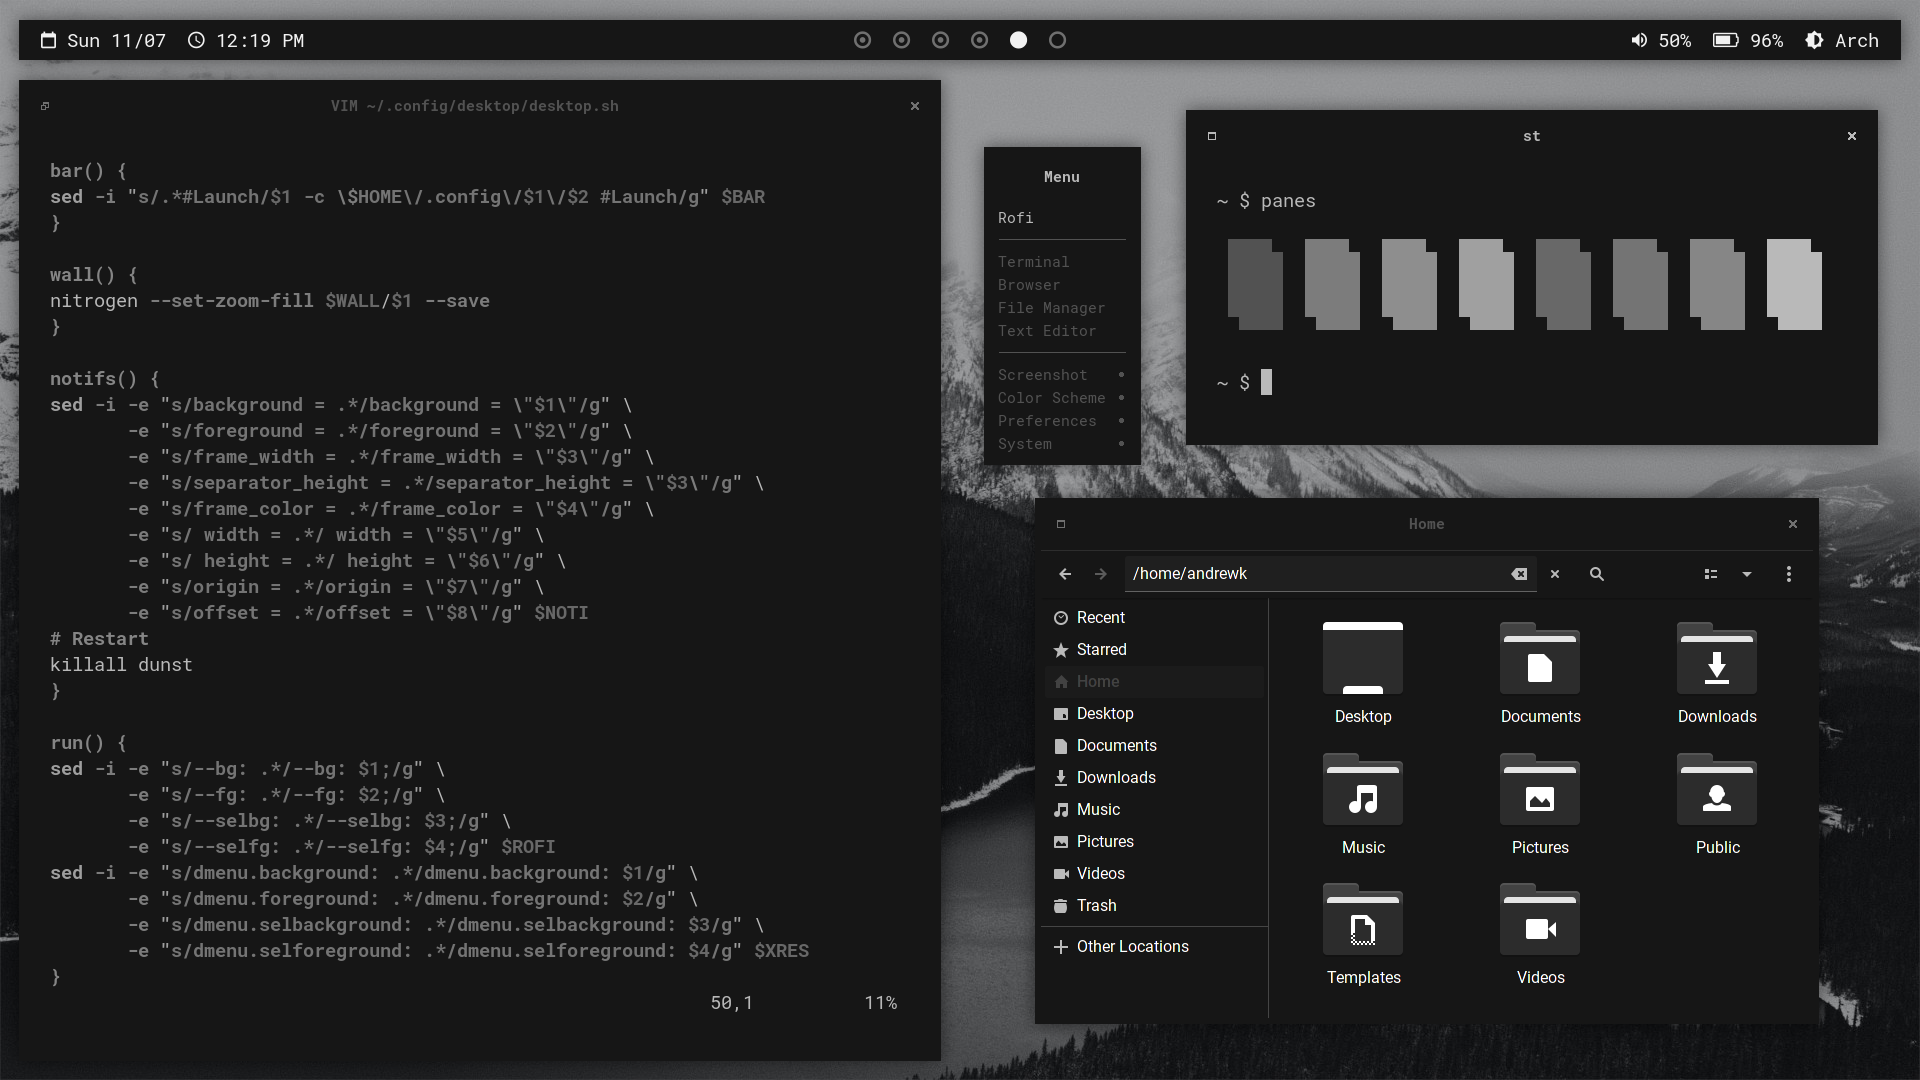 Sun 11/07 12:19 PM
50% 96% Arch
VIM ~/.config/desktop/desktop.sh
bar() {
sed -i "s/.*#Launch/$1 -c \$HOME\/.config\/$1\/$2 #Launch/g" $BAR
}
wall() {
nitrogen --set-zoom-fill $WALL/$1 --save
}
notifs() {
sed -i -e "s/background = .*/background = \"$1\"/g" \
-e "s/foreground = .*/foreground = \"$2\"/g" \
-e "s/frame_width = .*/frame_width = \"$3\"/g" \
-e "s/separator_height = .*/separator_height = \"$3\"/g" \
-e "s/frame_color = .*/frame_color = \"$4\"/g" \
-e "s/ width = .*/ width = \"$5\"/g" \
-e "s/ height = .*/ height = \"$6\"/g" \
-e "s/origin = .*/origin = \"$7\"/g" \
-e "s/offset = .*/offset = \"$8\"/g" $NOTI
# Restart
killall dunst
}
run() {
sed -i -e "s/--bg: .*/--bg: $1;/g" \
-e "s/--fg: .*/--fg: $2;/g" \
-e "s/--selbg: .*/--selbg: $3;/g" \
-e "s/--selfg: .*/--selfg: $4;/g" $ROFI
sed -i -e "s/dmenu.background: .*/dmenu.background: $1/g" \
-e "s/dmenu.foreground: .*/dmenu.foreground: $2/g" \
-e "s/dmenu.selbackground: .*/dmenu.selbackground: $3/g" \
-e "s/dmenu.selforeground: .*/dmenu.selforeground: $4/g" $XRES
}
50,1 11%
Menu
Rofi
Terminal
Browser
File Manager
Text Editor
Screenshot
Color Scheme
Preferences
System
st
~ $ panes
~ $
Home
/home/andrewk
Recent
Starred
Home
Desktop
Documents
Downloads
Music
Pictures
Videos
Trash
Other Locations
Desktop Documents Downloads
Music Pictures Public
Templates Videos